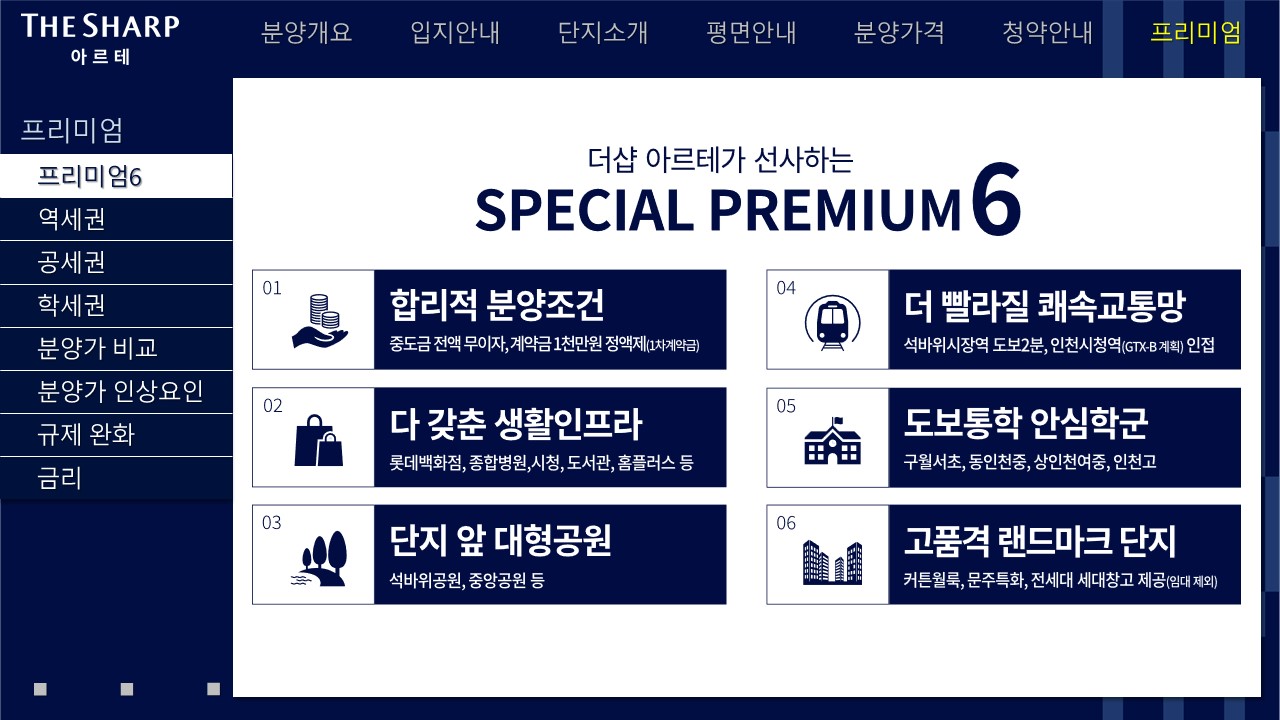 THE SHARP
아르테
분양개요
입지안내
단지소개
평면안내
분양가격
청약안내
프리미엄
프리미엄
프리미엄6
역세권
공세권
학세권
분양가 비교
분양가 인상요인
규제 완화
금리
더샵 아르테가 선사하는
SPECIAL PREMIUM 6
01
합리적 분양조건
중도금 전액 무이자, 계약금 1천만원 정액제(1차계약금)
02
다 갖춘 생활인프라
롯데백화점, 종합병원,시청, 도서관, 홈플러스 등
03
단지 앞 대형공원
석바위공원, 중앙공원 등
04
더 빨라질 쾌속교통망
석바위시장역 도보2분, 인천시청역(GTX-B 계획) 인접
05
도보통학 안심학군
구월서초, 동인천중, 상인천여중, 인천고
06
고품격 랜드마크 단지
커튼월룩, 문주특화, 전세대 세대창고 제공(임대 제외)